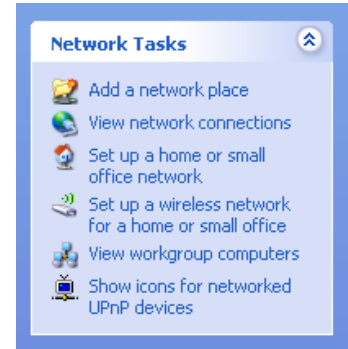 Network Tasks
Add a network place
View network connections
Set up a home or small
office network
Set up a wireless network
for a home or small office
View workgroup computers
Show icons for networked
UPnP devices